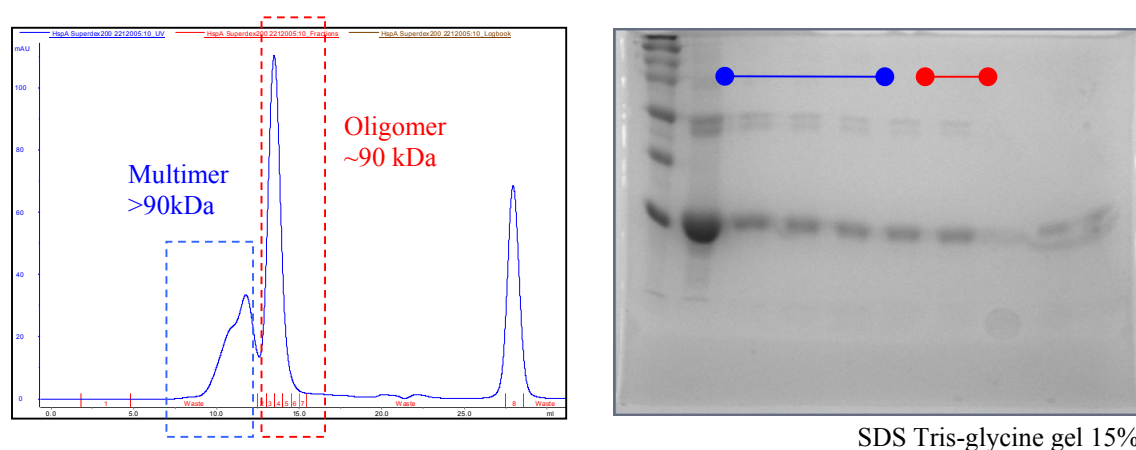 HspA Superdex200 2212005:10_UV HspA Superdex200 2212005:10_Fractions HspA Superdex200 2212005:10_Logbook
mAU
100
80
60
40
20
0
Multimer
>90kDa
Oligomer
~90 kDa
1 Waste 3 4 5 6 7 Waste 8 Waste
0.0 5.0 10.0 15.0 20.0 25.0 ml
SDS Tris-glycine gel 15%